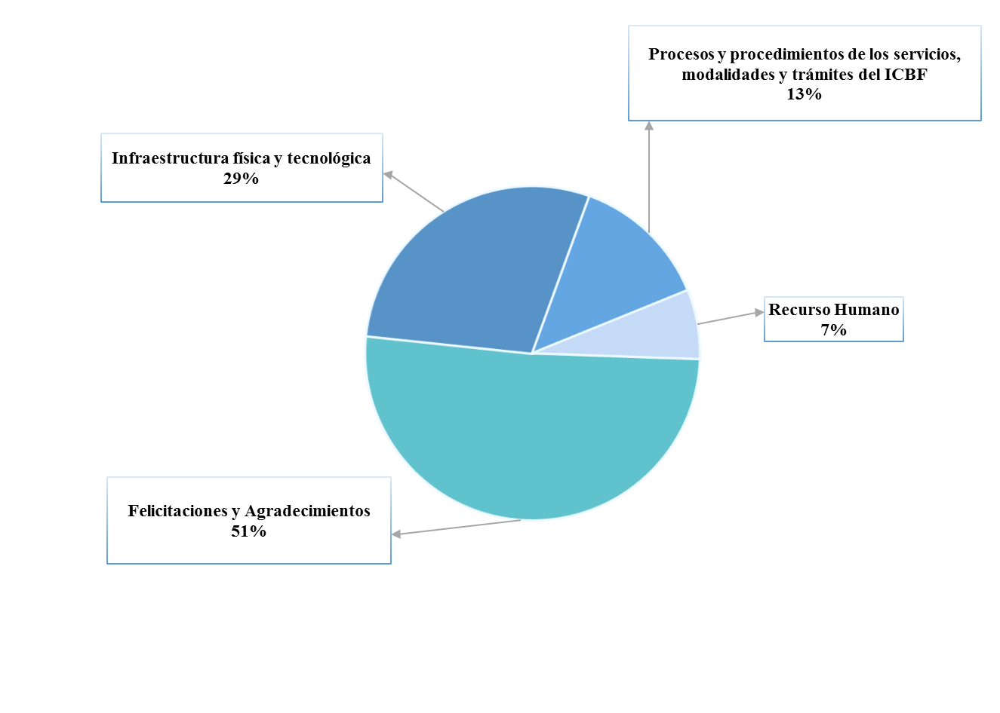 Procesos y procedimientos de los servicios,
modalidades y trámites del ICBF
13%
Infraestructura física y tecnológica
29%
Recurso Humano
7%
Felicitaciones y Agradecimientos
51%